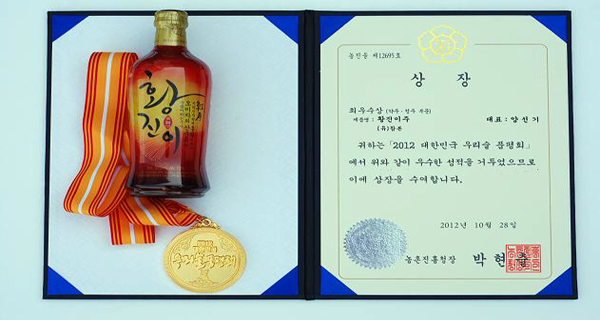 황진이
농진율 제12695호
상 장
최우수상 (약주 · 청주 부문)
제품명 : 황진이주
대표 : 양 선 기
(유)참본
귀하는 「2012 대한민국 우리술 품평회」
에서 위와 같이 우수한 성적을 거두었으므로
이에 상장을 수여합니다.
2012년 10월 28일
농촌진흥청장 박 현 출